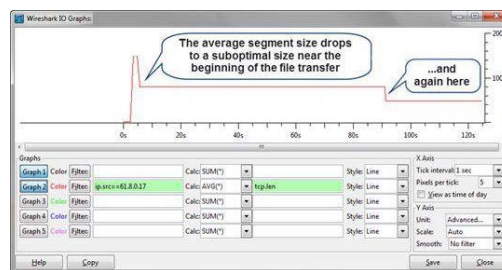 Wireshark IO Graphs:
The average segment size drops
to a suboptimal size near the
beginning of the file transfer
...and
again here
200
100
0
0s 20s 40s 60s 80s 100s 120s
Graphs
X Axis
Graph 1 Color Filter: Calc: SUM(*) Style: Line
Tick interval: 1 sec
Graph 2 Color Filter: ip.src==61.8.0.17 Calc: AVG(*) tcp.len Style: Line
Pixels per tick: 5
Graph 3 Color Filter: Calc: SUM(*) Style: Line
View as time of day
Graph 4 Color Filter: Calc: SUM(*) Style: Line
Y Axis
Unit: Advanced...
Graph 5 Color Filter: Calc: SUM(*) Style: Line
Scale: Auto
Smooth: No filter
Help Copy Save Close